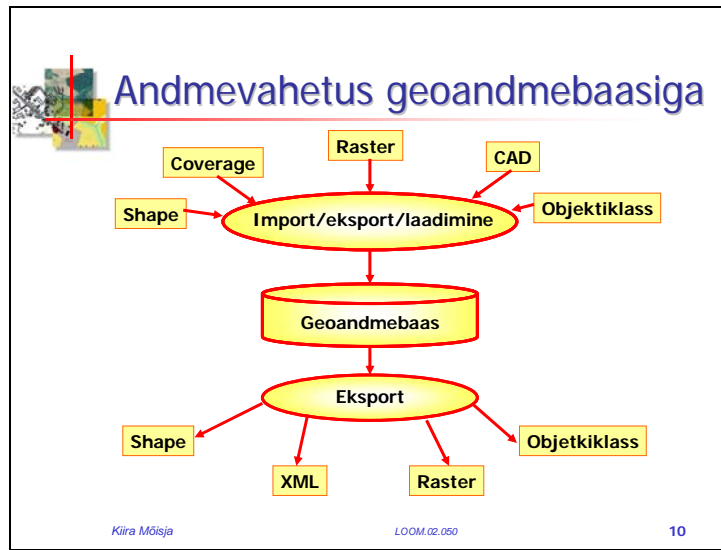 Andmevahetus geoandmebaasiga
Raster
Coverage
CAD
Shape
Import/eksport/laadimine
Objektiklass
Geoandmebaas
Eksport
Shape
Objetkiklass
XML
Raster
Kiira Mõisja
LOOM.02.050
10